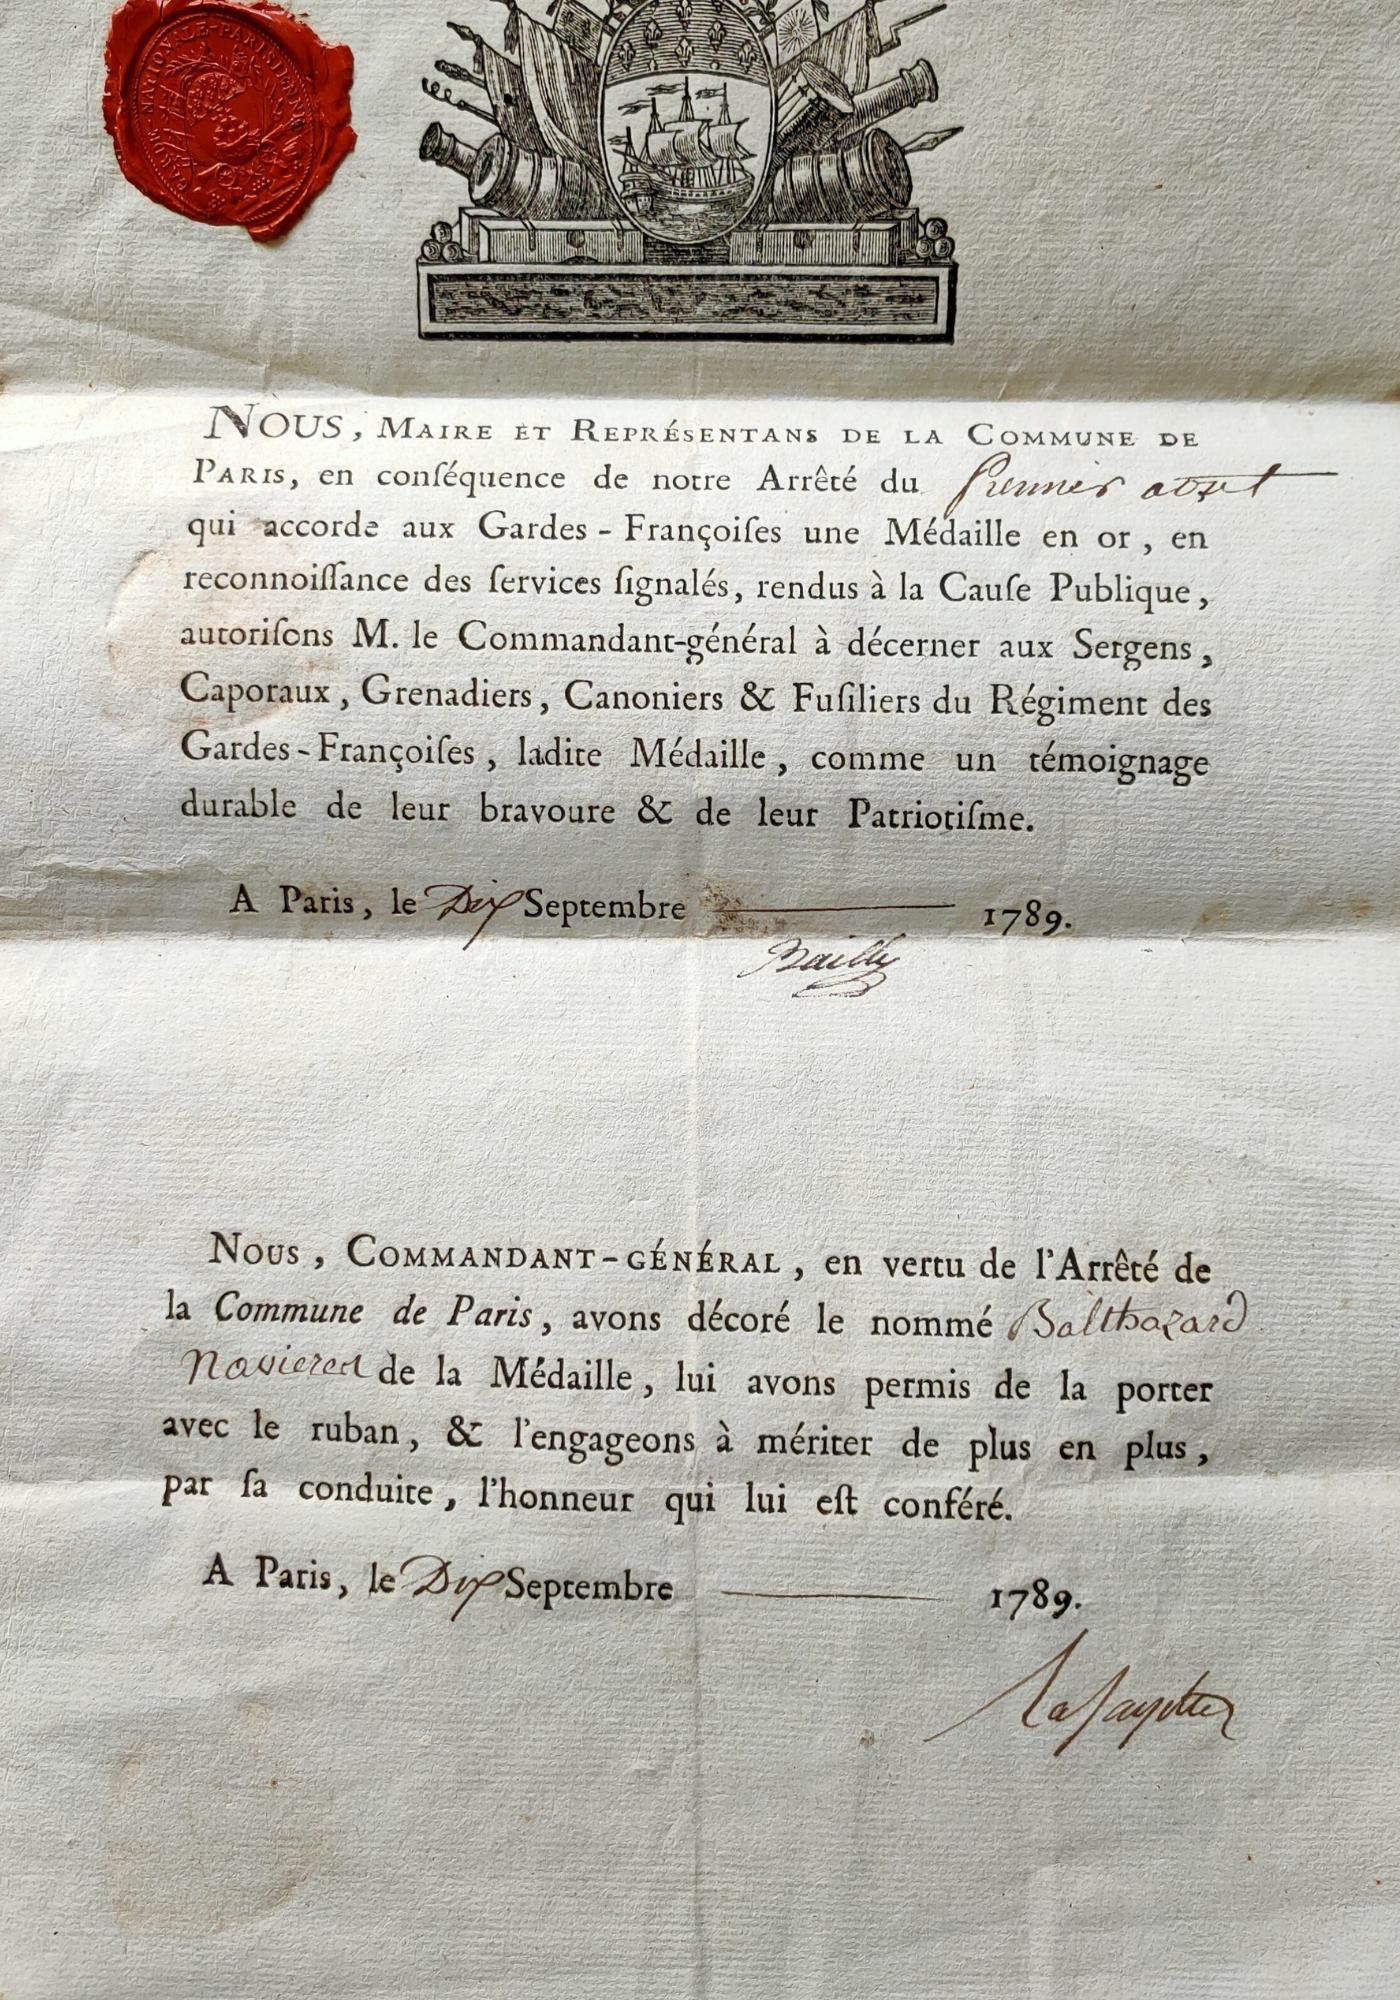 GARDE NATIONALE PARISIENNE
NOUS, MAIRE ET REPRÉSENTANS DE LA COMMUNE DE
PARIS, en conſéquence de notre Arrêté du Premier aoust
qui accorde aux Gardes-Françoiſes une Médaille en or, en
reconnoiſſance des ſervices ſignalés, rendus à la Cauſe Publique,
autoriſons M. le Commandant-général à décerner aux Sergens,
Caporaux, Grenadiers, Canoniers & Fuſiliers du Régiment des
Gardes-Françoiſes, ladite Médaille, comme un témoignage
durable de leur bravoure & de leur Patriotiſme.
A Paris, le Dix Septembre 1789.
Bailly
NOUS, COMMANDANT-GÉNÉRAL, en vertu de l'Arrêté de
la Commune de Paris, avons décoré le nommé Balthazard
de la Médaille, lui avons permis de la porter
avec le ruban, & l'engageons à mériter de plus en plus,
par ſa conduite, l'honneur qui lui eſt conféré.
A Paris, le Dix Septembre 1789.
Lafayette